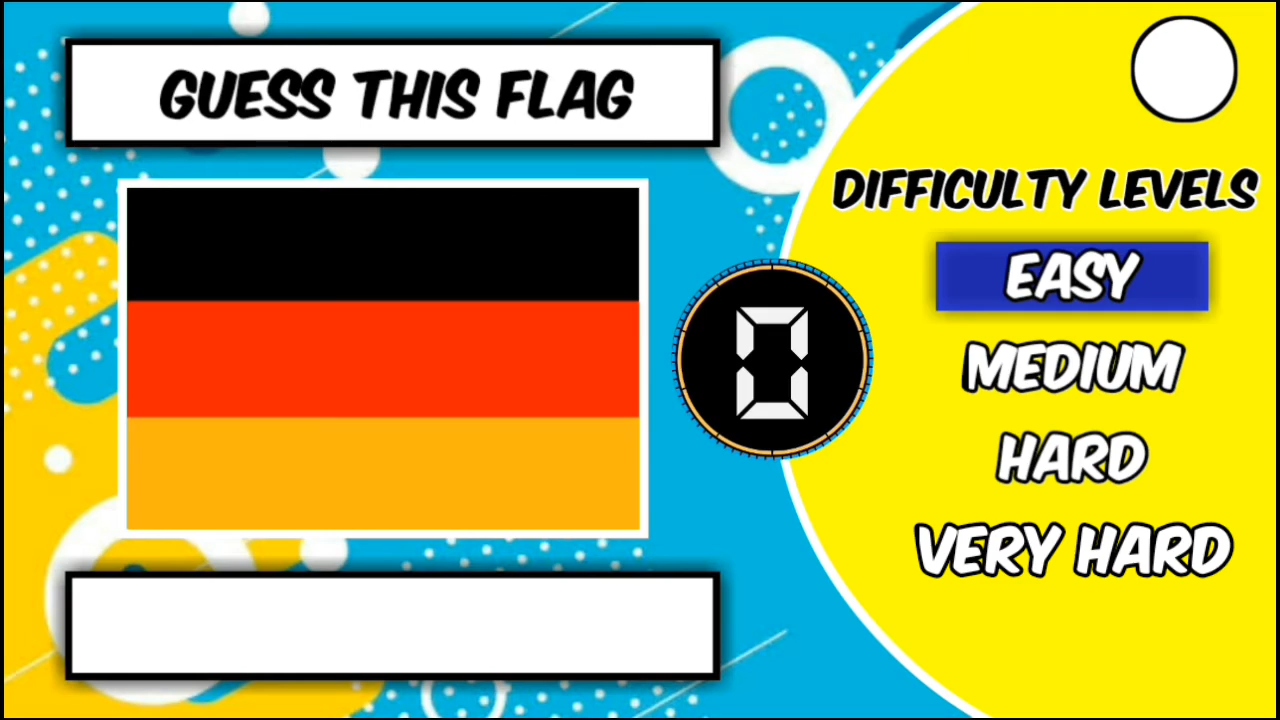 GUESS THIS FLAG
DIFFICULTY LEVELS
EASY
0
MEDIUM
HARD
VERY HARD